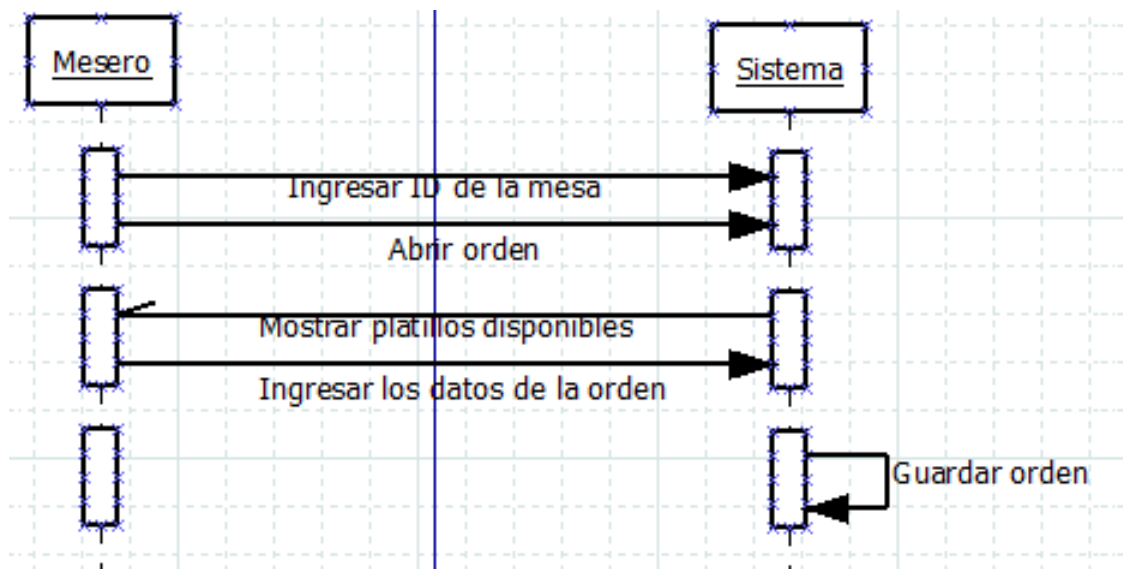 Mesero
Sistema
Ingresar ID de la mesa
Abrir orden
Mostrar platillos disponibles
Ingresar los datos de la orden
Guardar orden